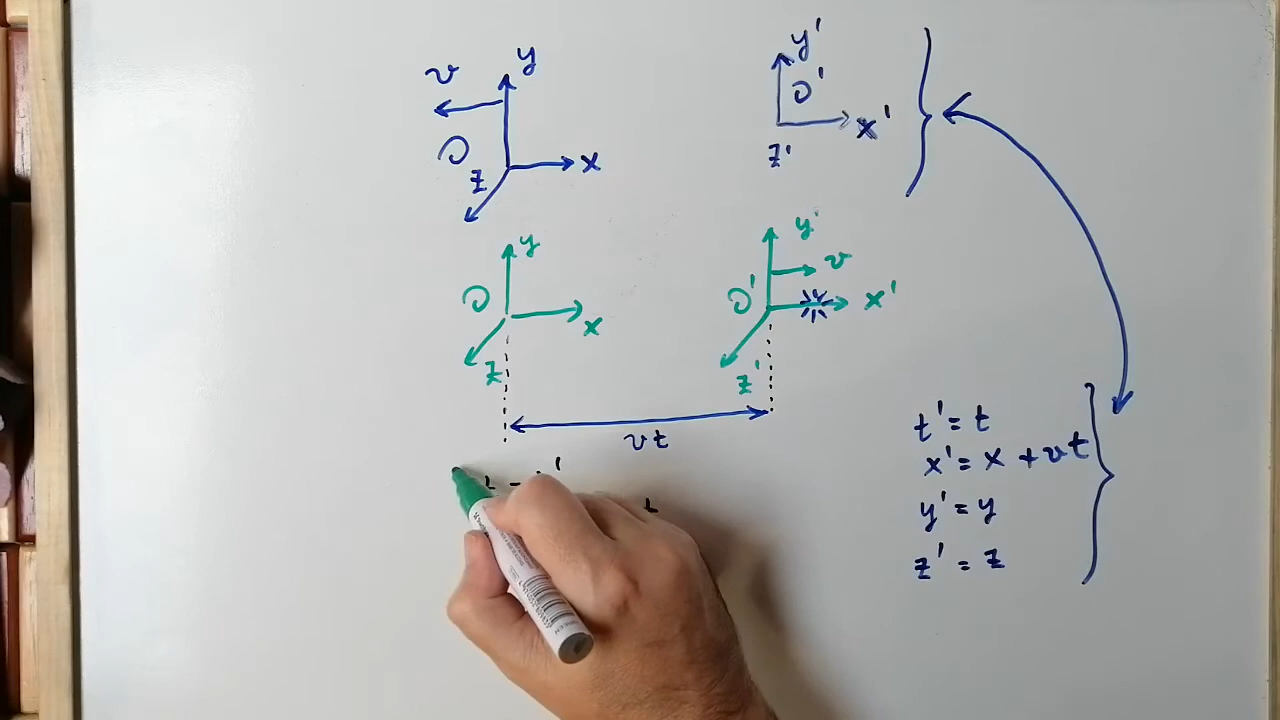 v
y
O
z
x
y'
O'
x'
z'
y
O
x
z
y'
v
O'
x'
z'
vt
t' = t
x' = x + vt
y' = y
z' = z